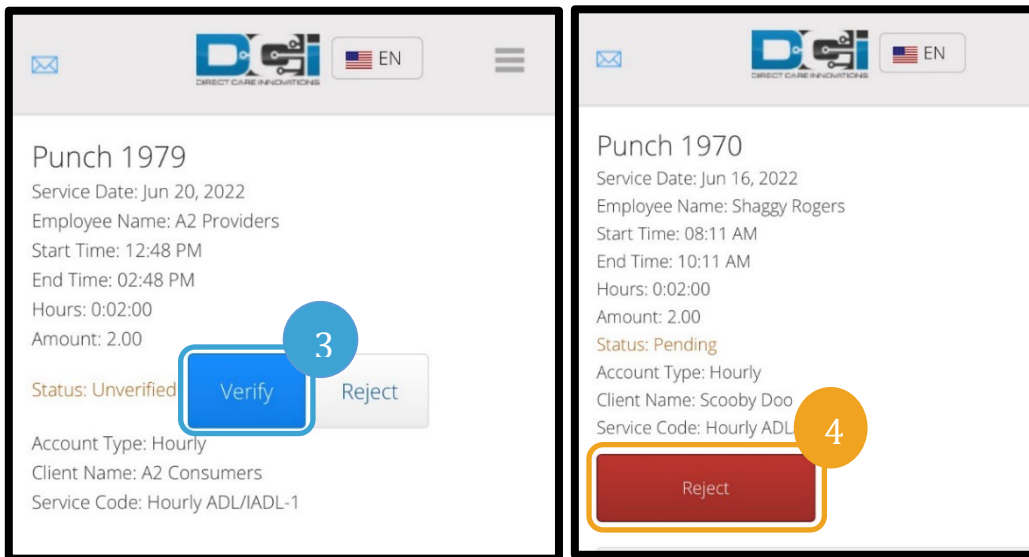 DCI
EN
DIRECT CARE INNOVATIONS
Punch 1979
Service Date: Jun 20, 2022
Employee Name: A2 Providers
Start Time: 12:48 PM
End Time: 02:48 PM
Hours: 0:02:00
Amount: 2.00
3
Status: Unverified Verify Reject
Account Type: Hourly
Client Name: A2 Consumers
Service Code: Hourly ADL/IADL-1
DCI
EN
DIRECT CARE INNOVATIONS
Punch 1970
Service Date: Jun 16, 2022
Employee Name: Shaggy Rogers
Start Time: 08:11 AM
End Time: 10:11 AM
Hours: 0:02:00
Amount: 2.00
Status: Pending
Account Type: Hourly
Client Name: Scooby Doo
Service Code: Hourly ADL
4
Reject